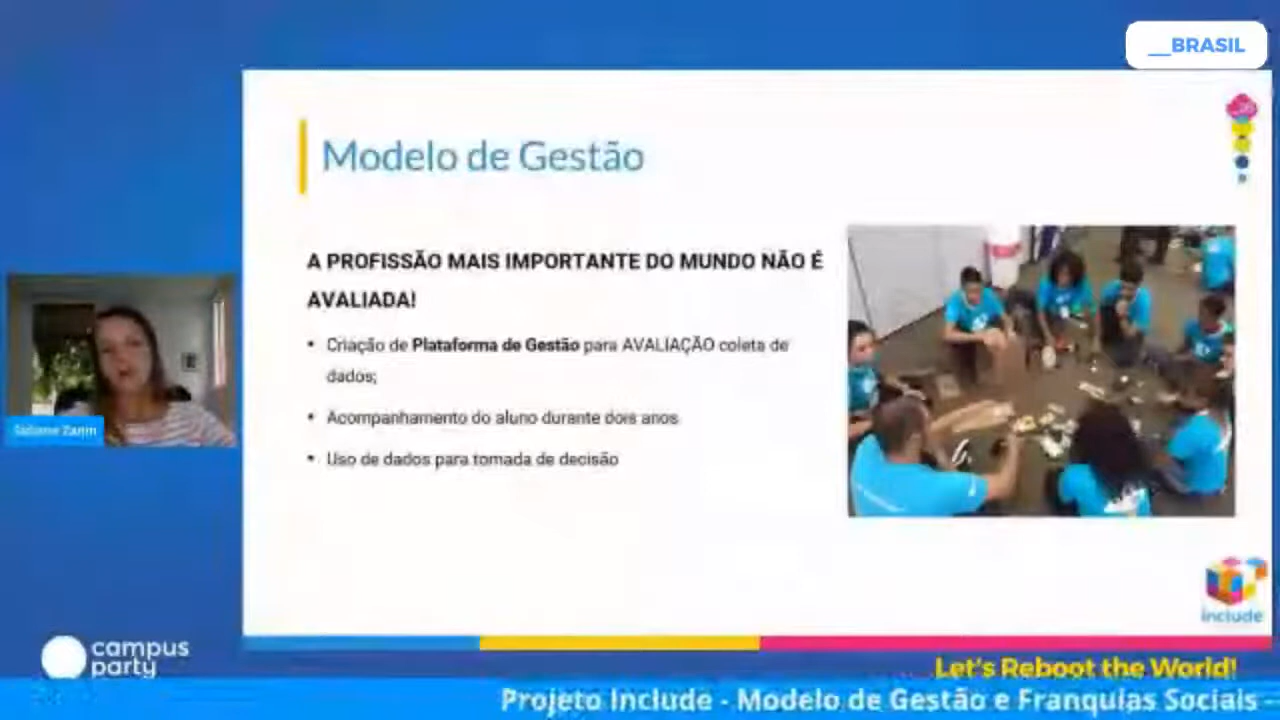 __BRASIL
Modelo de Gestão
A PROFISSÃO MAIS IMPORTANTE DO MUNDO NÃO É
AVALIADA!
• Criação de Plataforma de Gestão para AVALIAÇÃO coleta de
dados;
• Acompanhamento do aluno durante dois anos
• Uso de dados para tomada de decisão
Zanin
include
campus
party
Let's Reboot the World!
Projeto Include - Modelo de Gestão e Franquias Sociais -